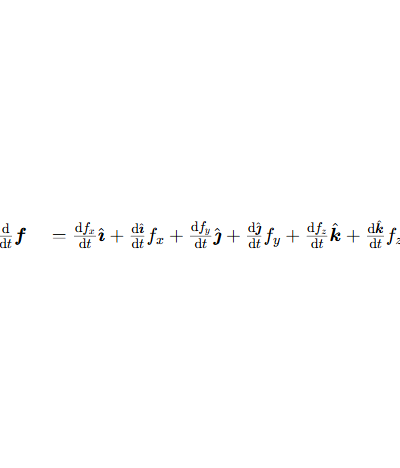 d/dt 𝒇 = df_x/dt î + dî/dt f_x + df_y/dt ĵ + dĵ/dt f_y + df_z/dt k̂ + dk̂/dt f_z